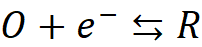 O + e⁻ ⇆ R